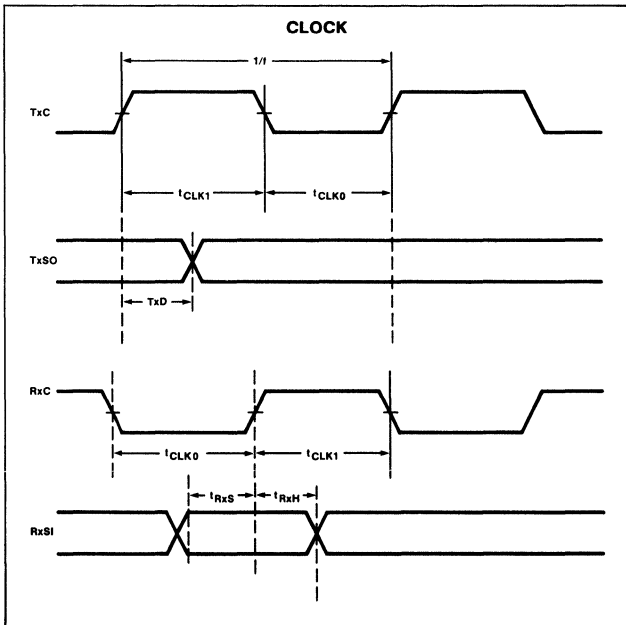 CLOCK
1/f
TxC
tCLK1 tCLK0
TxSO
TxD
RxC
tCLK0 tCLK1
tRxS tRxH
RxSI